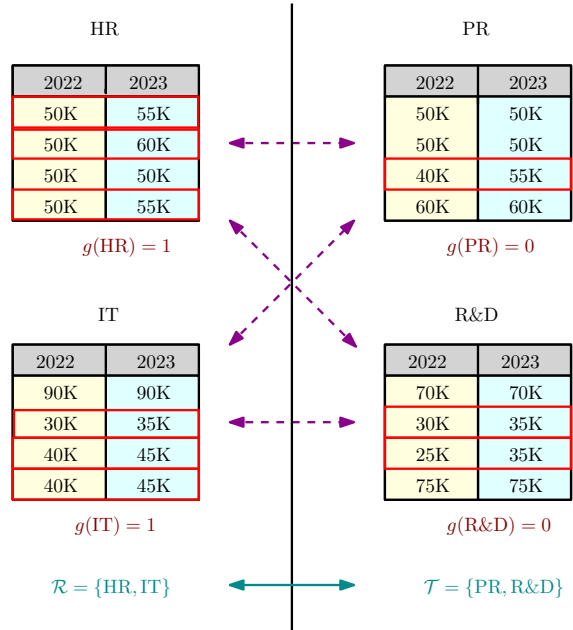 HR
2022 2023
50K 55K
50K 60K
50K 50K
50K 55K
g(HR) = 1
PR
2022 2023
50K 50K
50K 50K
40K 55K
60K 60K
g(PR) = 0
IT
2022 2023
90K 90K
30K 35K
40K 45K
40K 45K
g(IT) = 1
R&D
2022 2023
70K 70K
30K 35K
25K 35K
75K 75K
g(R&D) = 0
ℛ = {HR, IT}
𝒯 = {PR, R&D}